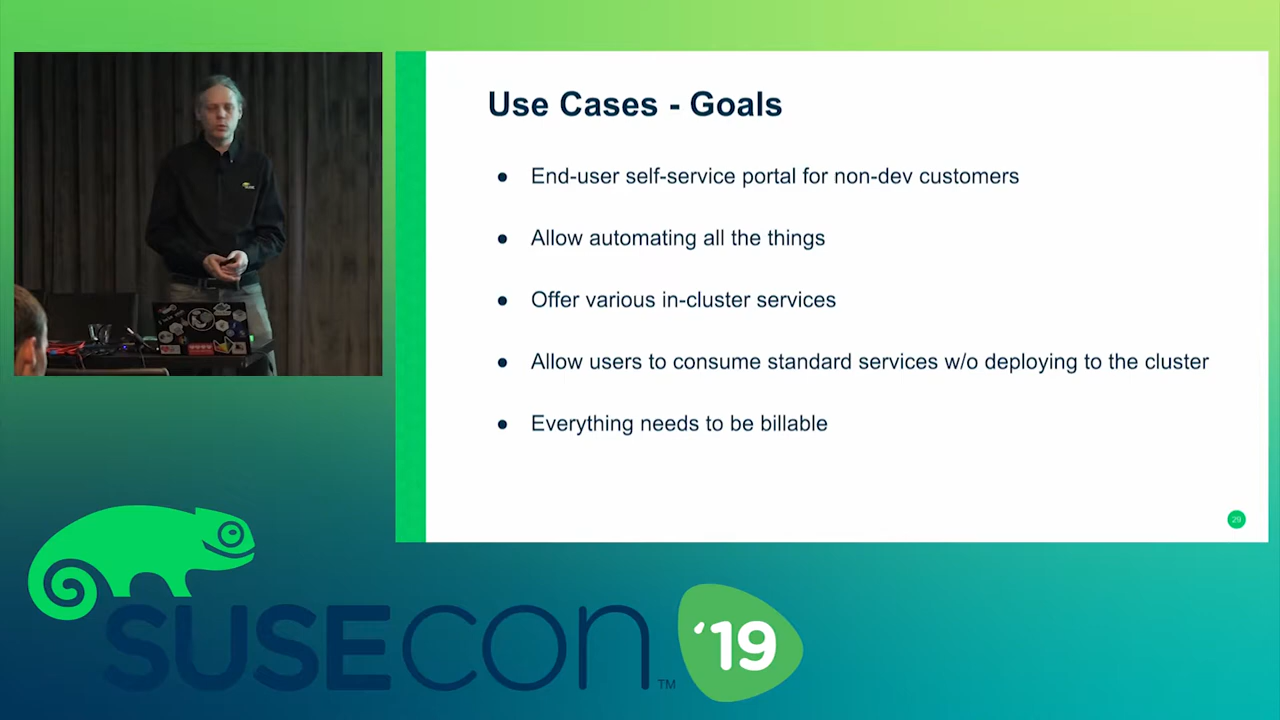 Use Cases - Goals
● End-user self-service portal for non-dev customers
● Allow automating all the things
● Offer various in-cluster services
● Allow users to consume standard services w/o deploying to the cluster
● Everything needs to be billable
29
SUSECON™ '19